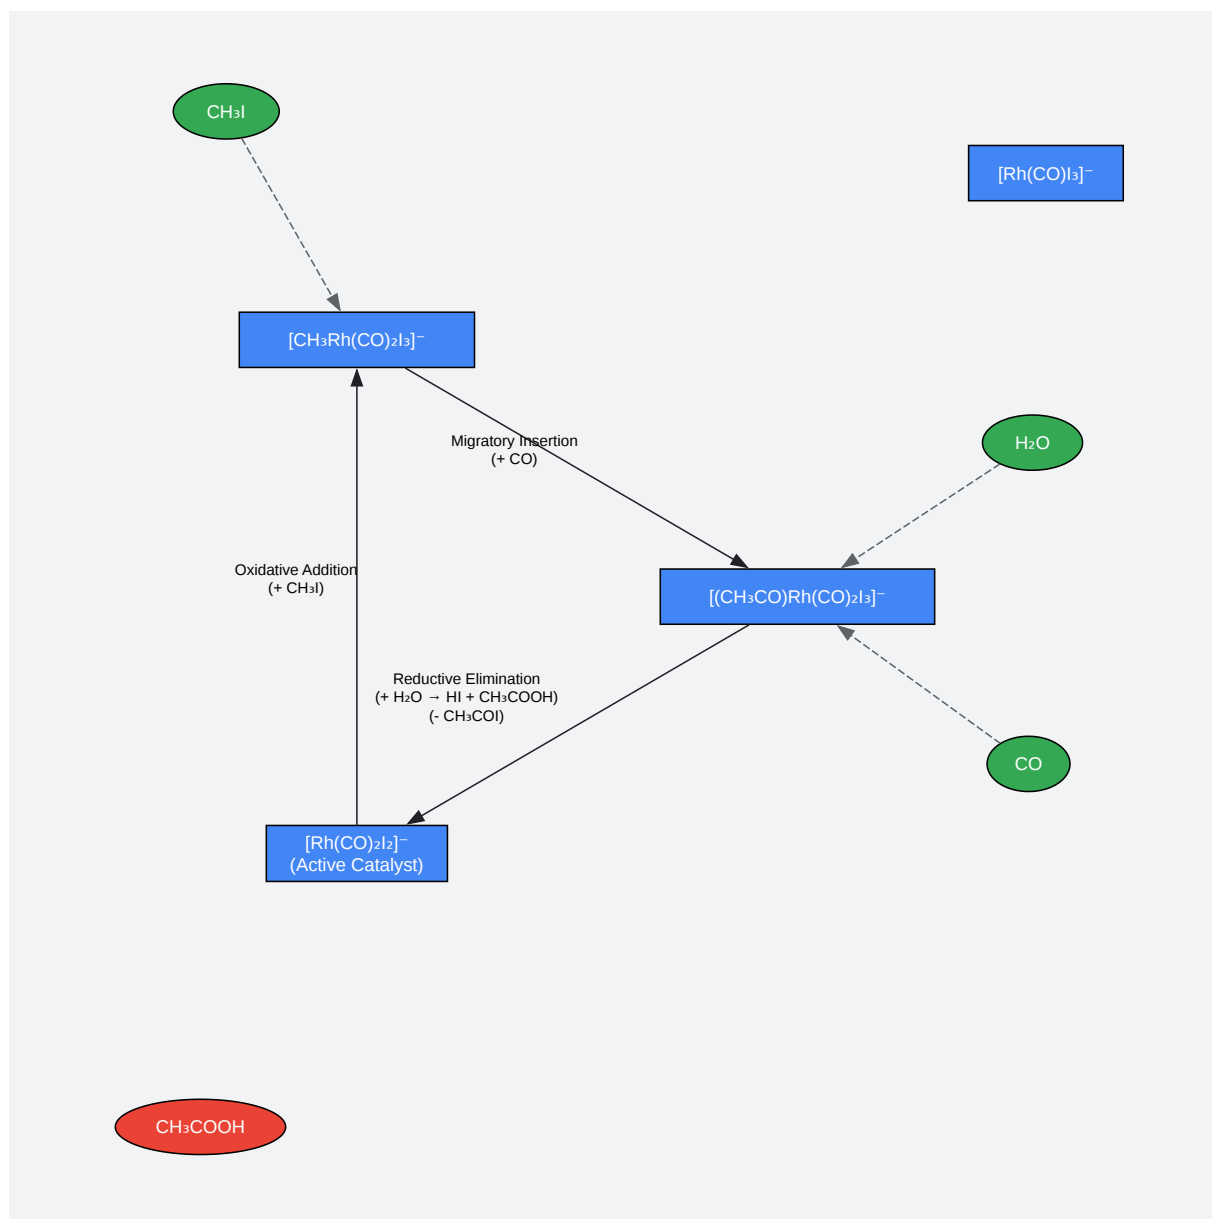 CH₃I
[Rh(CO)I₃]⁻
[CH₃Rh(CO)₂I₃]⁻
Migratory Insertion
(+ CO)
H₂O
Oxidative Addition
(+ CH₃I)
[(CH₃CO)Rh(CO)₂I₃]⁻
Reductive Elimination
(+ H₂O → HI + CH₃COOH)
(- CH₃COI)
CO
[Rh(CO)₂I₂]⁻
(Active Catalyst)
CH₃COOH